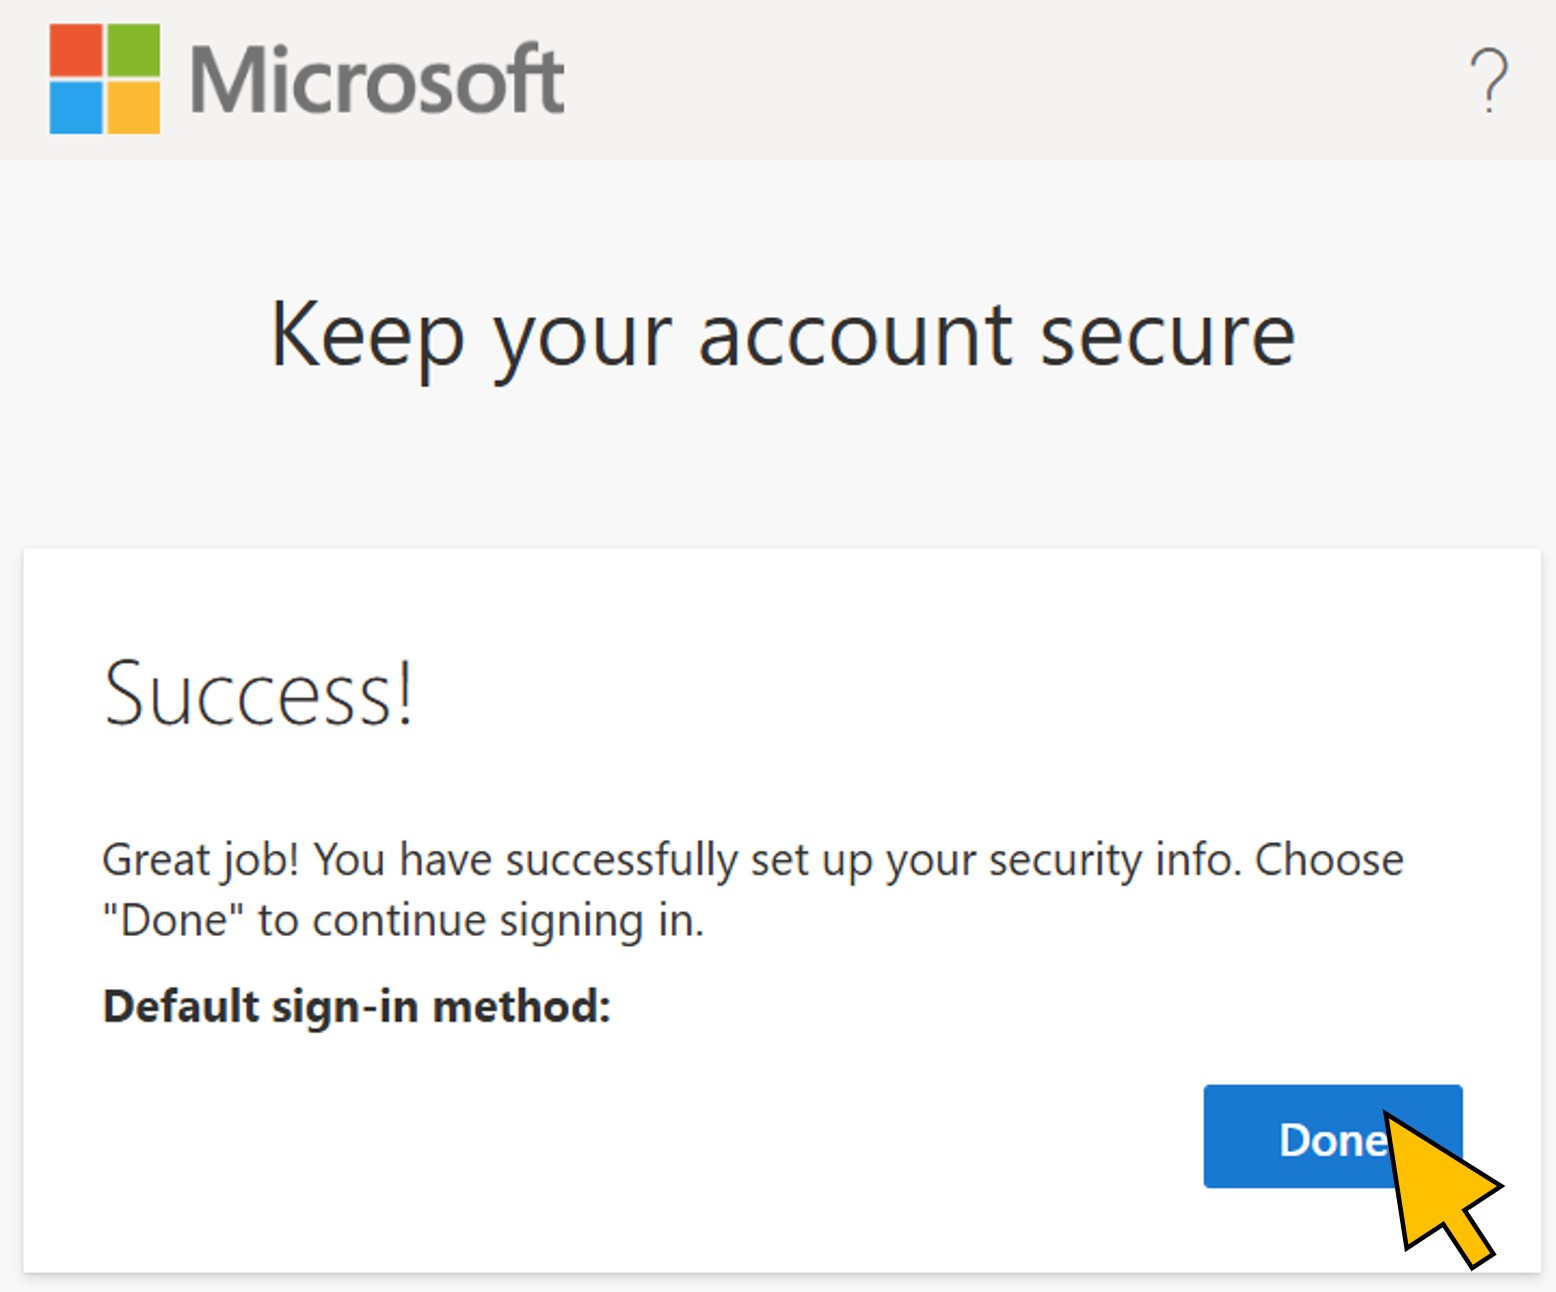 Microsoft
?
Keep your account secure
Success!
Great job! You have successfully set up your security info. Choose
"Done" to continue signing in.
Default sign-in method:
Done